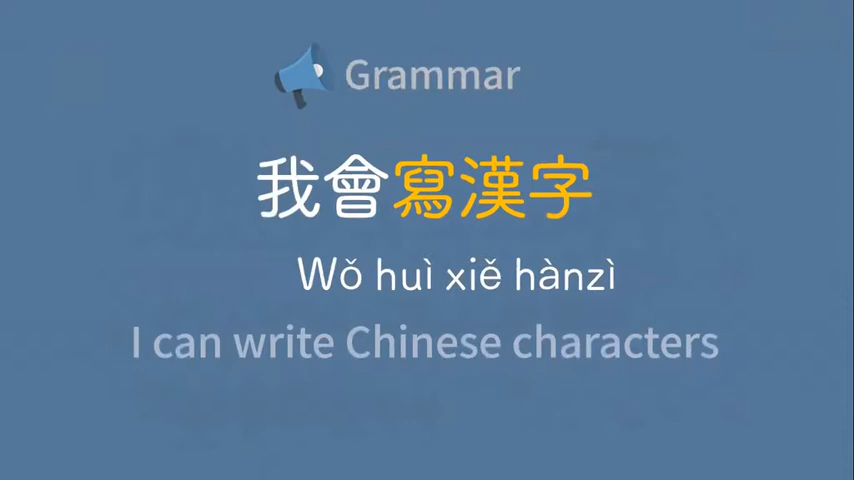 Grammar
我會寫漢字
Wǒ huì xiě hànzì
I can write Chinese characters